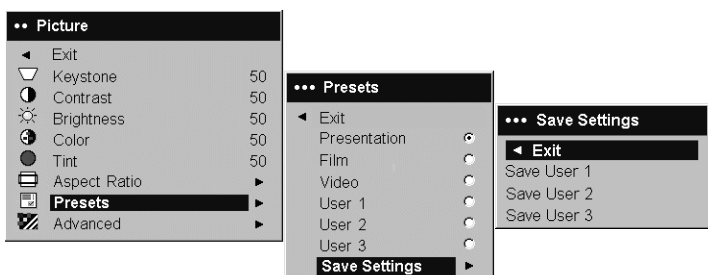 •• Picture
◄ Exit
Keystone 50
Contrast 50
Brightness 50
Color 50
Tint 50
Aspect Ratio ►
Presets ►
Advanced ►
••• Presets
◄ Exit
Presentation
Film
Video
User 1
User 2
User 3
Save Settings ►
••• Save Settings
◄ Exit
Save User 1
Save User 2
Save User 3